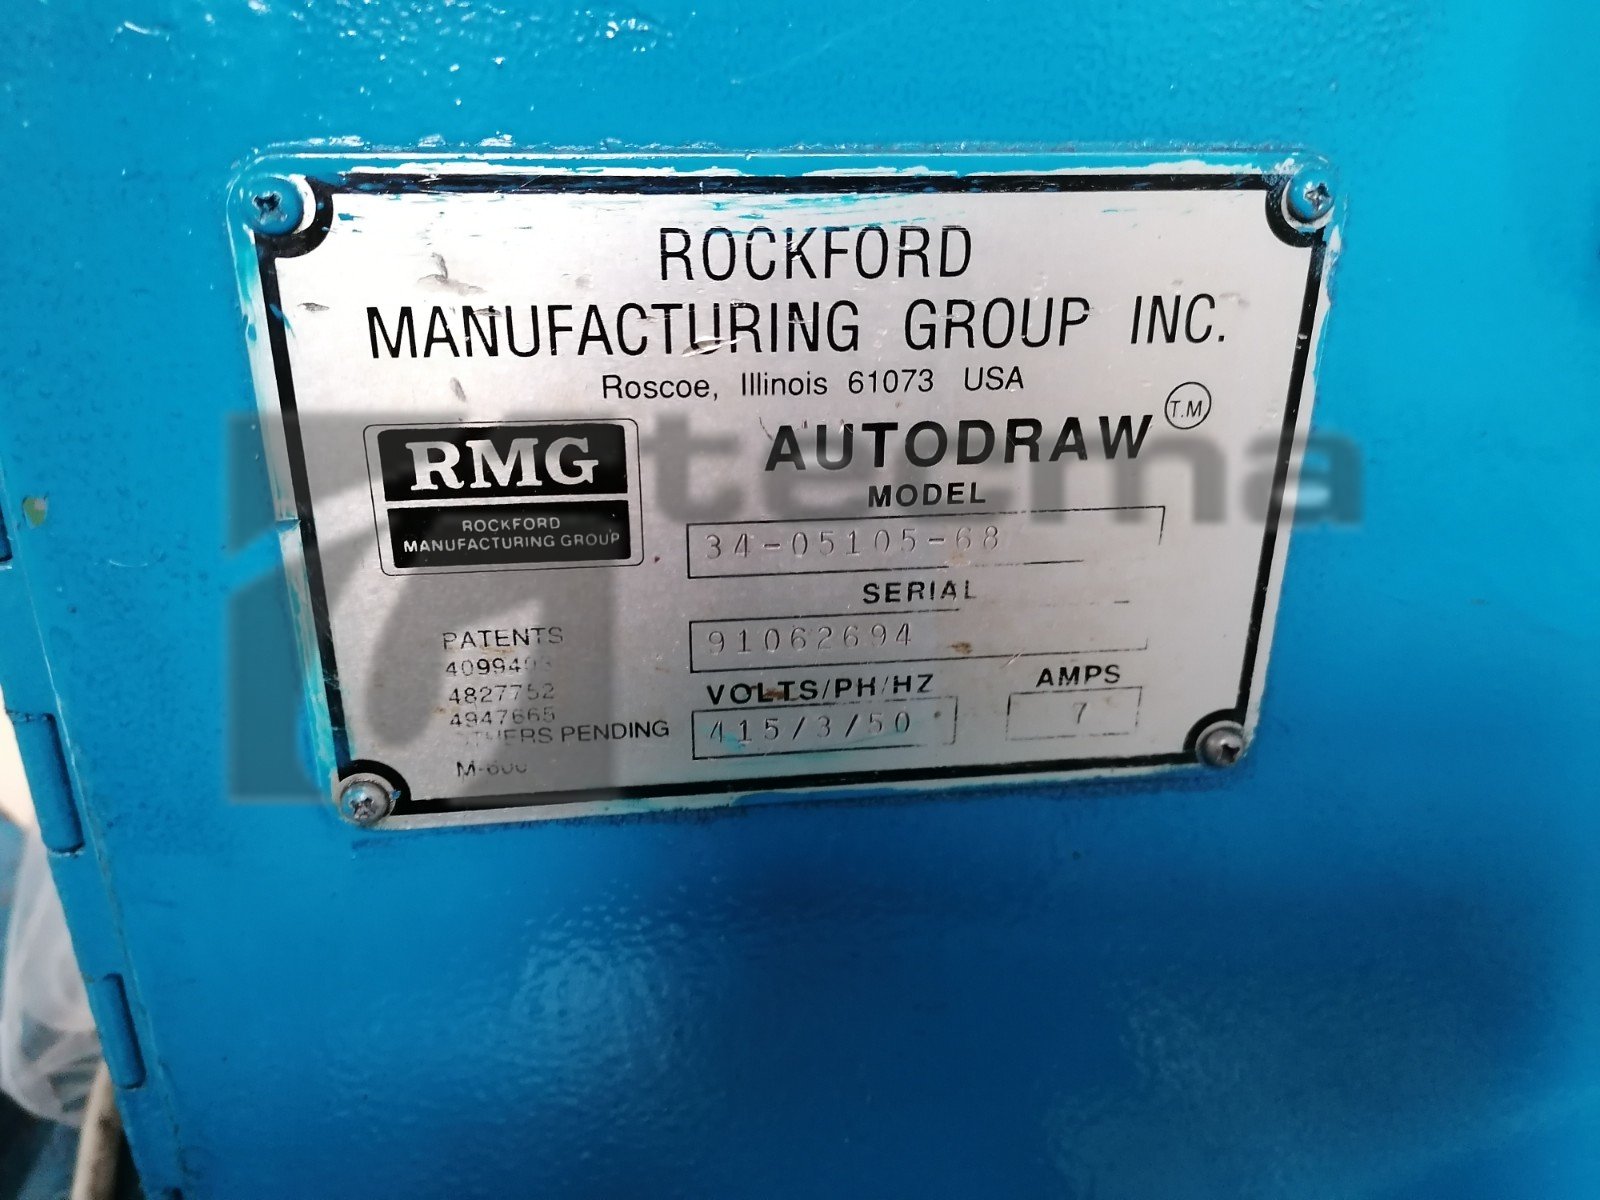 ROCKFORD
MANUFACTURING GROUP INC.
Roscoe, Illinois 61073 USA
AUTODRAW T.M
RMG
ROCKFORD
MANUFACTURING GROUP
MODEL
34-05105-68
SERIAL
91062694
PATENTS
4827752
4947665
OTHERS PENDING
VOLTS/PH/HZ
415/3/50
AMPS
7